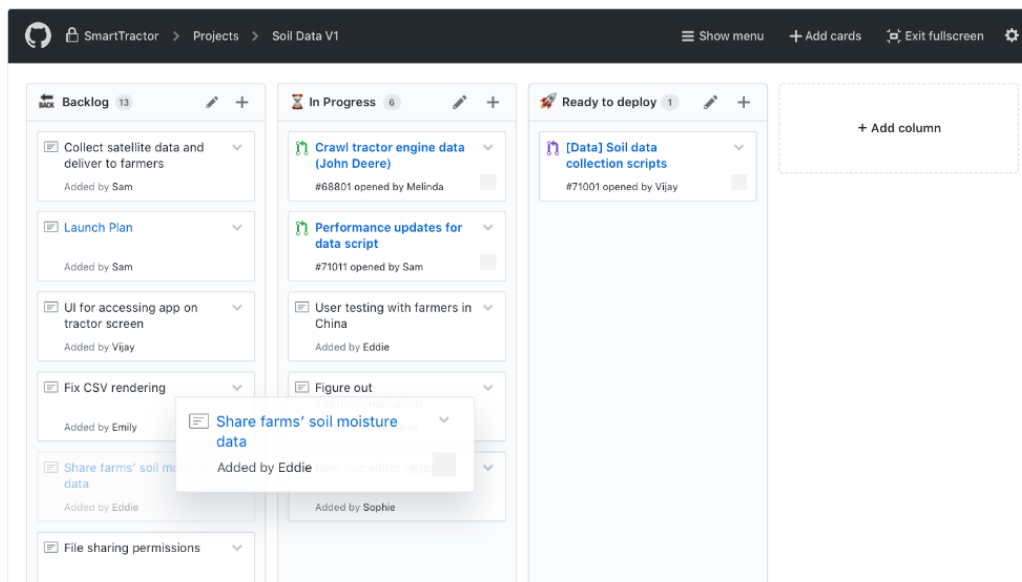 SmartTractor > Projects > Soil Data V1
Show menu
+ Add cards
Exit fullscreen
BACK Backlog 13
Collect satellite data and
deliver to farmers
Added by Sam
Launch Plan
Added by Sam
UI for accessing app on
tractor screen
Added by Vijay
Fix CSV rendering
Added by Emily
Share farms’ soil
data
Added by Eddie
File sharing permissions
In Progress 6
Crawl tractor engine data
(John Deere)
#68801 opened by Melinda
Performance updates for
data script
#71011 opened by Sam
User testing with farmers in
China
Added by Eddie
Figure out
internationalization
New doc editor
Added by Sophie
Share farms’ soil moisture
data
Added by Eddie
Ready to deploy 1
[Data] Soil data
collection scripts
#71001 opened by Vijay
+ Add column